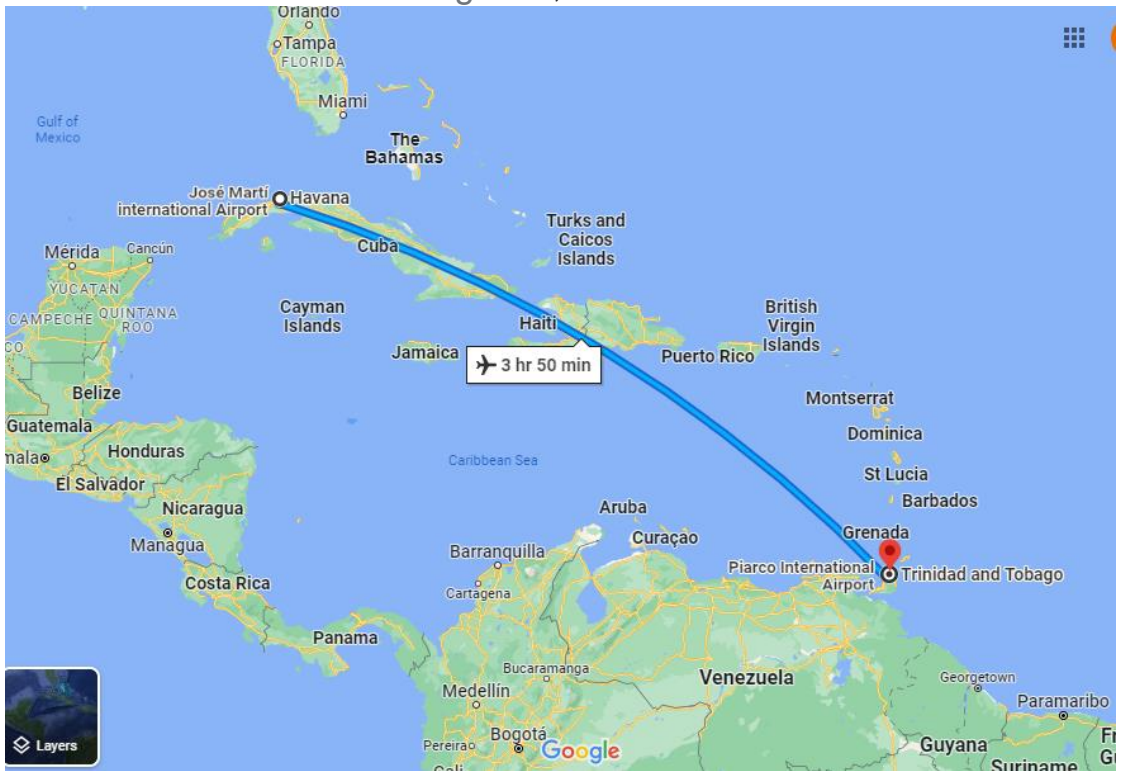 Orlando
Tampa
FLORIDA
Miami
Gulf of
Mexico
The
Bahamas
José Martí
international Airport
Havana
Turks and
Caicos
Islands
Cuba
Mérida
Cancún
YUCATAN
CAMPECHE
QUINTANA
ROO
Cayman
Islands
Haiti
British
Virgin
Islands
Jamaica
Puerto Rico
3 hr 50 min
Belize
Montserrat
Guatemala
Dominica
Honduras
Caribbean Sea
St Lucia
El Salvador
Barbados
Nicaragua
Aruba
Grenada
Managua
Curaçao
Barranquilla
Piarco International
Airport
Trinidad and Tobago
Costa Rica
Cartagena
Panama
Bucaramanga
Venezuela
Georgetown
Medellín
Paramaribo
Bogotá
Pereira
Google
Layers
Guyana
Suriname